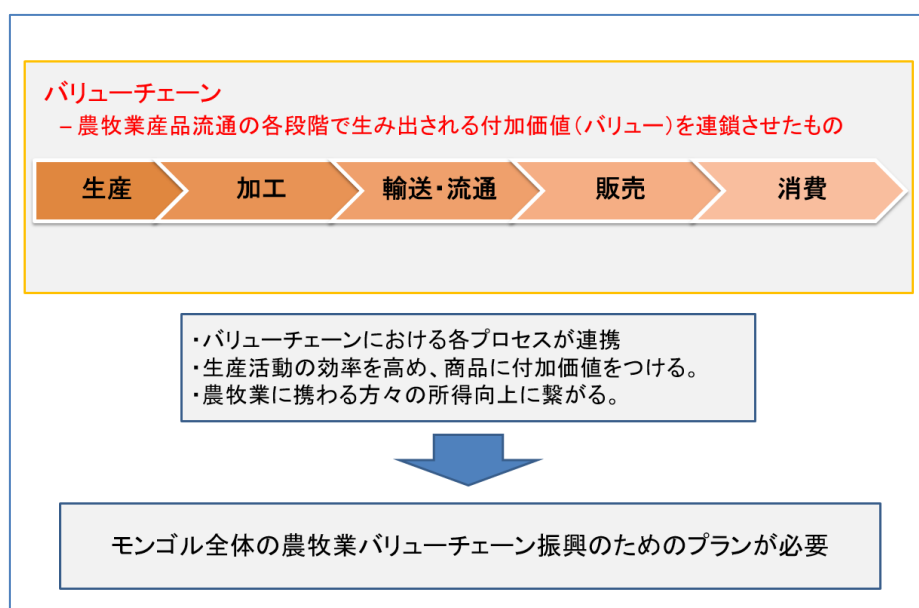 バリューチェーン
– 農牧業産品流通の各段階で生み出される付加価値(バリュー)を連鎖させたもの
生産
加工
輸送・流通
販売
消費
・バリューチェーンにおける各プロセスが連携
・生産活動の効率を高め、商品に付加価値をつける。
・農牧業に携わる方々の所得向上に繋がる。
モンゴル全体の農牧業バリューチェーン振興のためのプランが必要